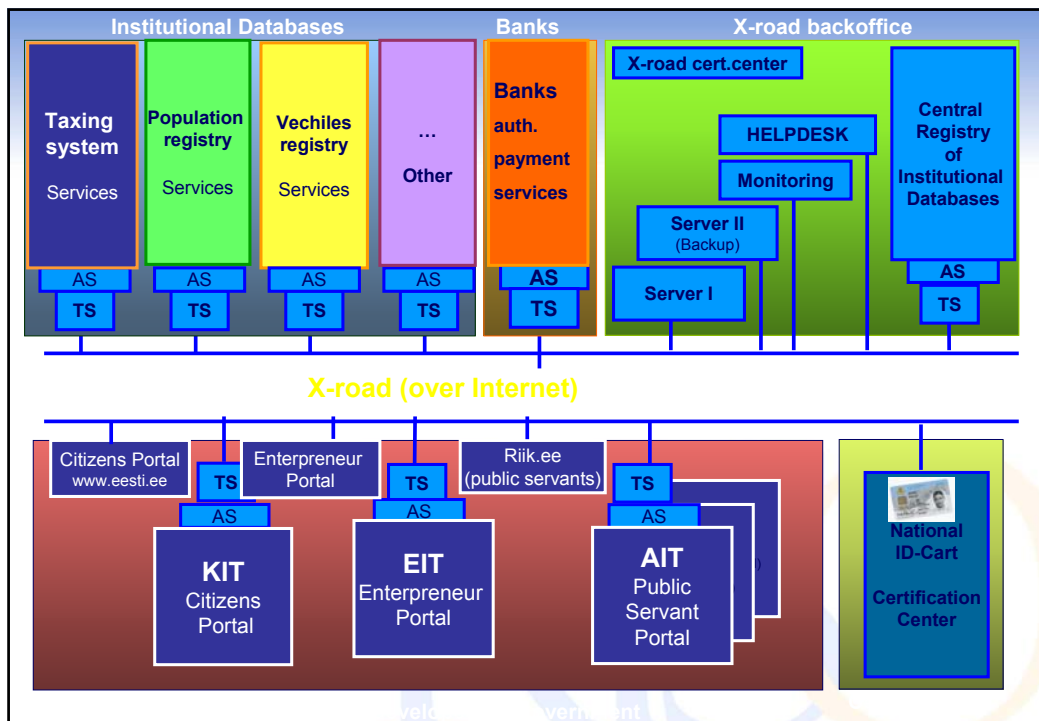 Institutional Databases
Banks
X-road backoffice
Taxing
system
Services
Population
registry
Services
Vechiles
registry
Services
...
Other
Banks
auth.
payment
services
X-road cert.center
HELPDESK
Monitoring
Server II
(Backup)
Server I
Central
Registry
of
Institutional
Databases
AS
TS
AS
TS
AS
TS
AS
TS
AS
TS
AS
TS
X-road (over Internet)
Citizens Portal
www.eesti.ee
TS
AS
KIT
Citizens
Portal
Enterpreneur
Portal
TS
AS
EIT
Enterpreneur
Portal
Riik.ee
(public servants)
TS
AS
AIT
Public
Servant
Portal
National
ID-Cart
Certification
Center